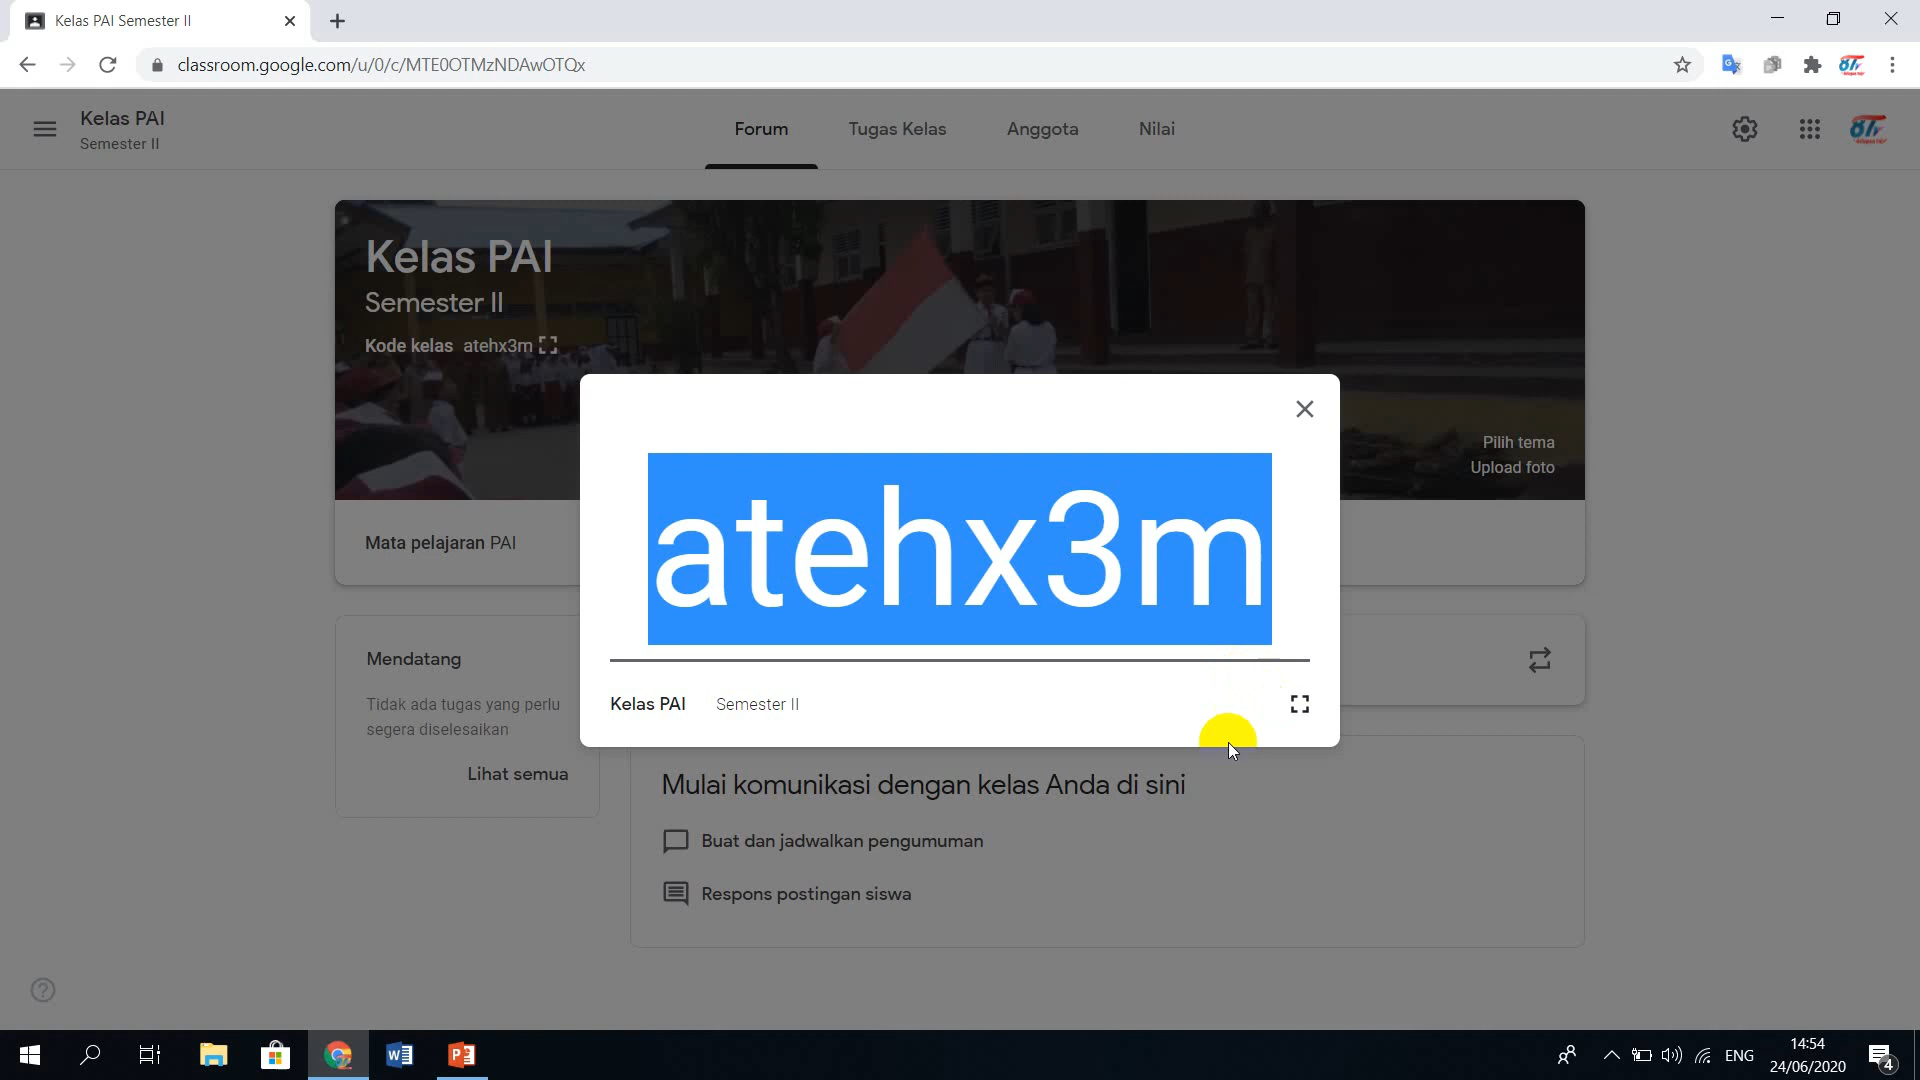 Kelas PAI Semester II
classroom.google.com/u/0/c/MTE0OTMzNDAwOTQx
Kelas PAI
Semester II
Forum
Tugas Kelas
Anggota
Nilai
Kelas PAI
Semester II
Kode kelas atehx3m
Pilih tema
Upload foto
atehx3m
Kelas PAI Semester II
Mata pelajaran PAI
Mendatang
Tidak ada tugas yang perlu
segera diselesaikan
Lihat semua
Mulai komunikasi dengan kelas Anda di sini
Buat dan jadwalkan pengumuman
Respons postingan siswa
ENG
14:54
24/06/2020
4